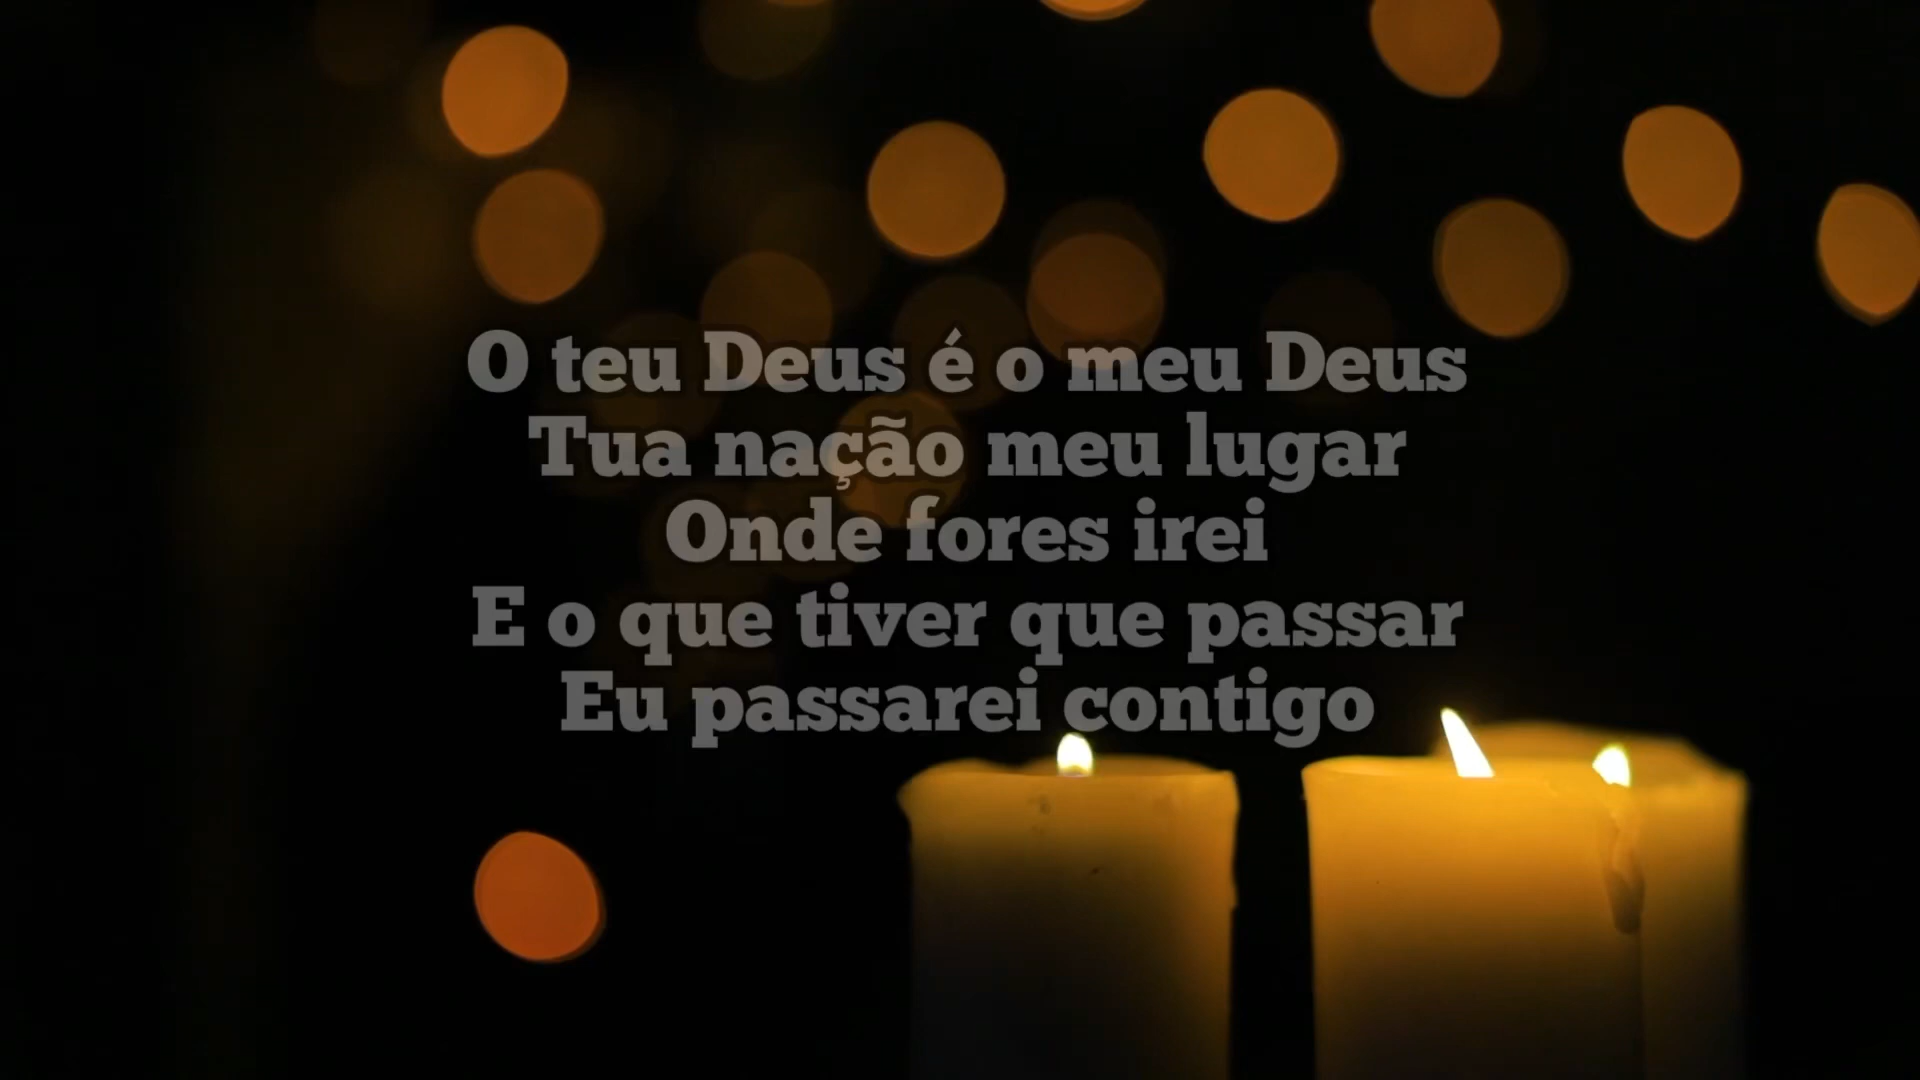 O teu Deus é o meu Deus
Tua nação meu lugar
Onde fores irei
E o que tiver que passar
Eu passarei contigo